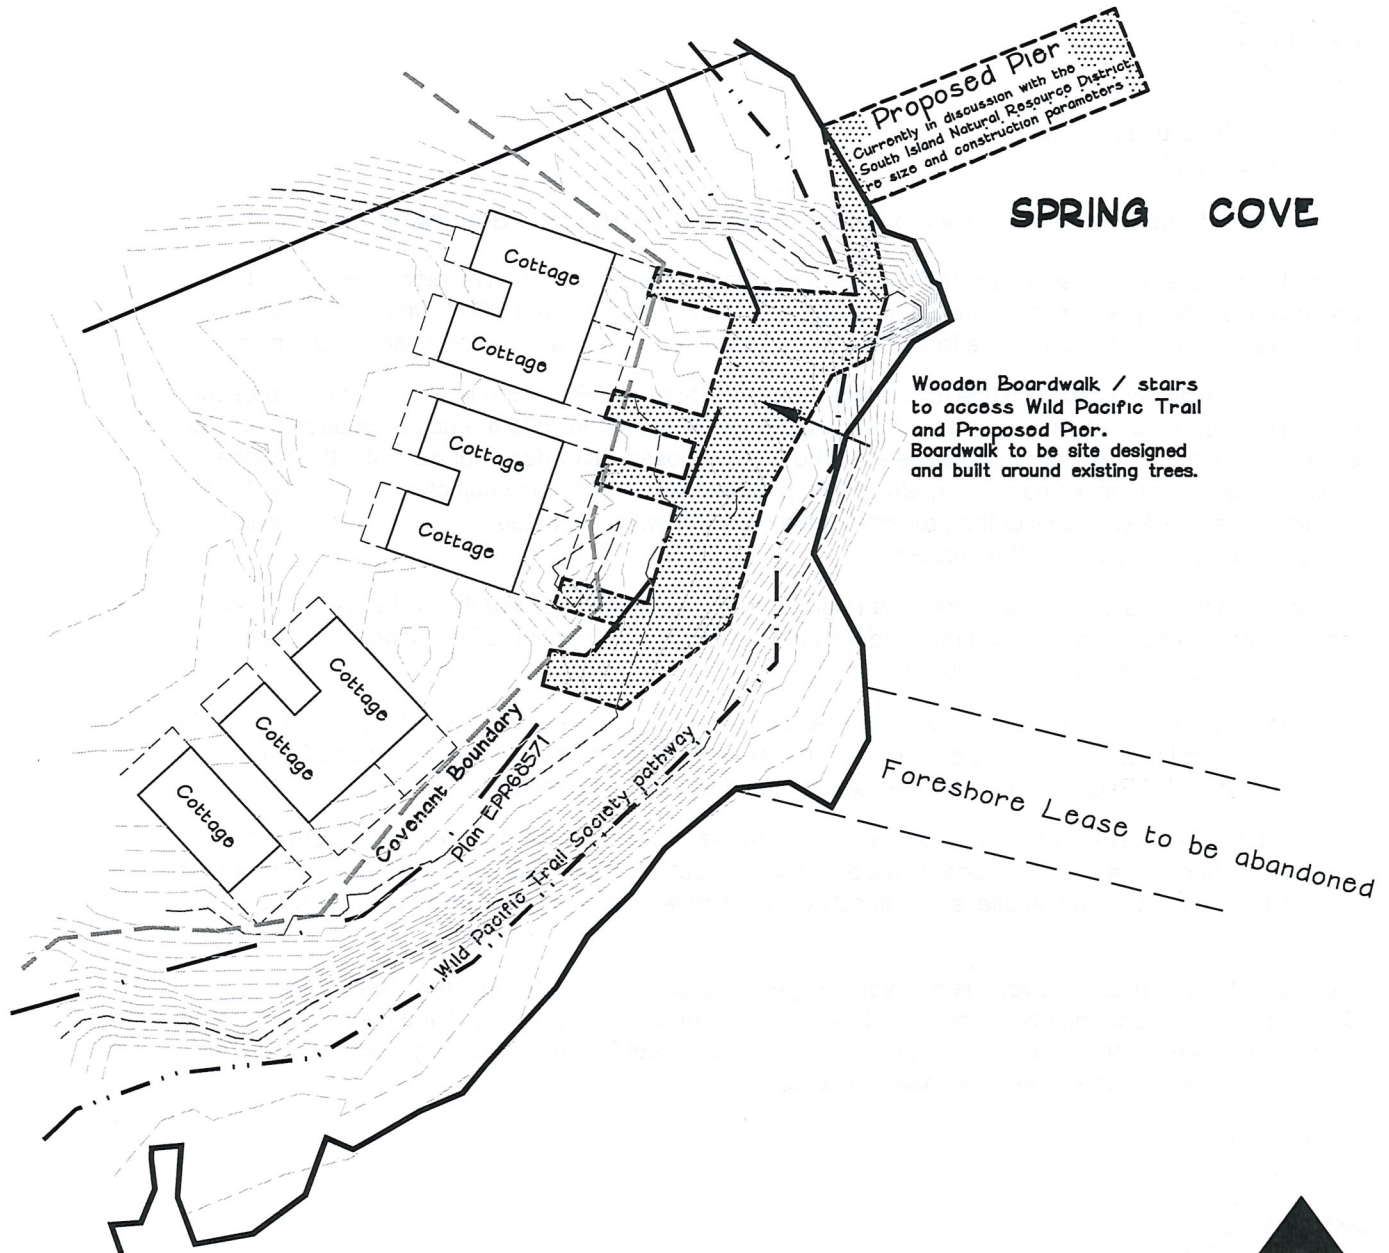 Proposed Pier
Currently in discussion with the
South Island Natural Resource District
re size and construction parameters
SPRING COVE
Cottage
Cottage
Wooden Boardwalk / stairs
to access Wild Pacific Trail
and Proposed Pier.
Boardwalk to be site designed
and built around existing trees.
Cottage
Cottage
Cottage
Cottage
Cottage
Covenant Boundary
Plan EPP68571
Wild Pacific Trail Society pathway
Foreshore Lease to be abandoned